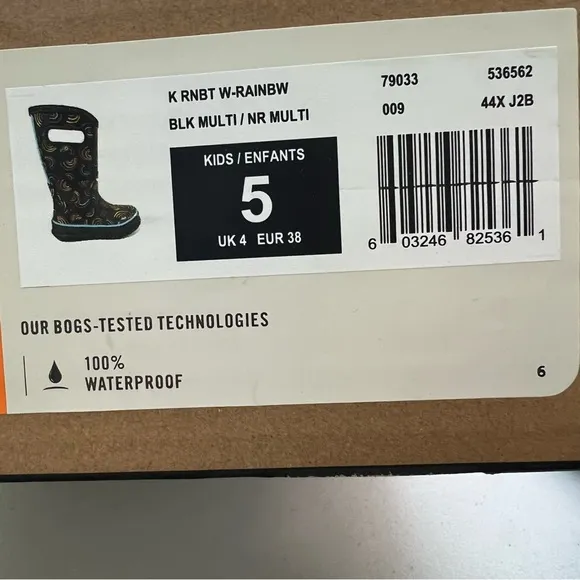 K RNBT W-RAINBW
BLK MULTI / NR MULTI
79033
536562
009
44X J2B
KIDS / ENFANTS
5
UK 4 EUR 38
6 03246 82536 1
OUR BOGS-TESTED TECHNOLOGIES
100%
WATERPROOF
6